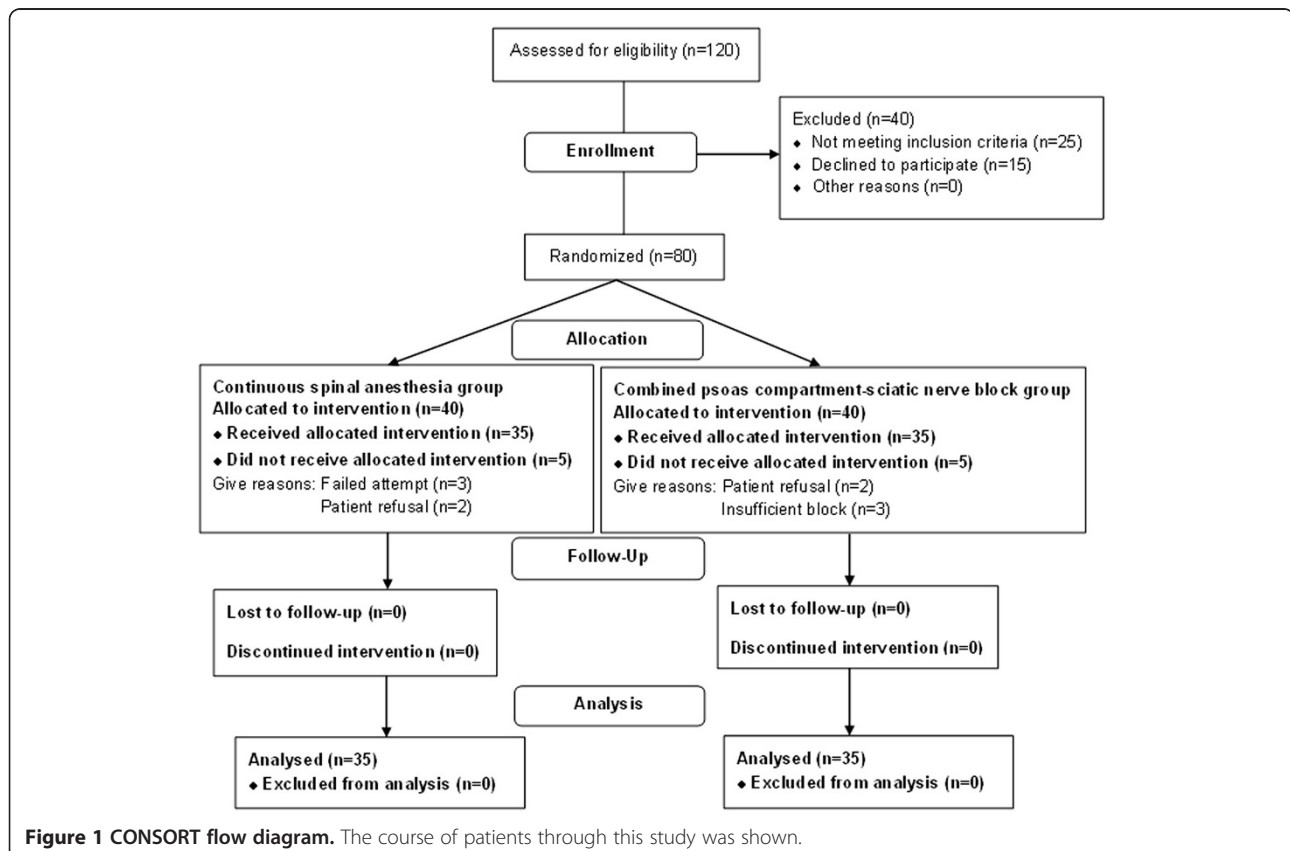 Assessed for eligibility (n=120)
Excluded (n=40)
◆ Not meeting inclusion criteria (n=25)
◆ Declined to participate (n=15)
◆ Other reasons (n=0)
Enrollment
Randomized (n=80)
Allocation
Continuous spinal anesthesia group
Allocated to intervention (n=40)
◆ Received allocated intervention (n=35)
◆ Did not receive allocated intervention (n=5)
Give reasons: Failed attempt (n=3)
Patient refusal (n=2)
Combined psoas compartment-sciatic nerve block group
Allocated to intervention (n=40)
◆ Received allocated intervention (n=35)
◆ Did not receive allocated intervention (n=5)
Give reasons: Patient refusal (n=2)
Insufficient block (n=3)
Follow-Up
Lost to follow-up (n=0)
Discontinued intervention (n=0)
Lost to follow-up (n=0)
Discontinued intervention (n=0)
Analysis
Analysed (n=35)
◆ Excluded from analysis (n=0)
Analysed (n=35)
◆ Excluded from analysis (n=0)
Figure 1 CONSORT flow diagram. The course of patients through this study was shown.